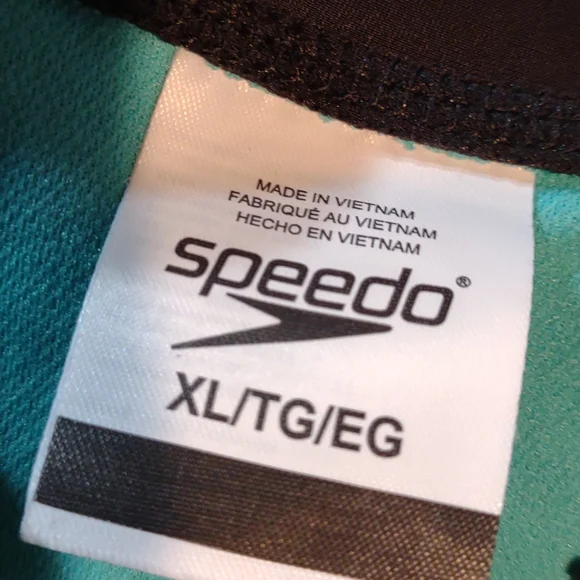 MADE IN VIETNAM
FABRIQUÉ AU VIETNAM
HECHO EN VIETNAM
speedo®
XL/TG/EG